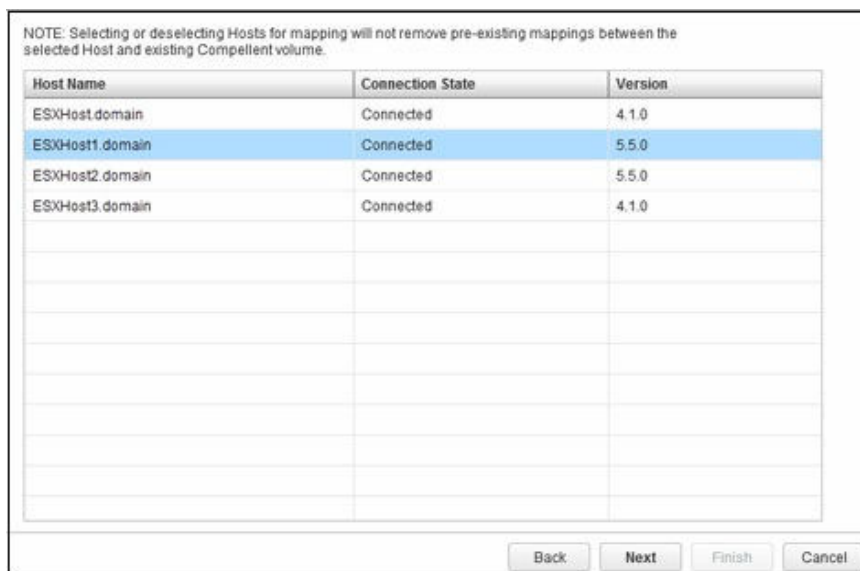 NOTE: Selecting or deselecting Hosts for mapping will not remove pre-existing mappings between the
selected Host and existing Compellent volume.
Host Name Connection State Version
ESXHost.domain Connected 4.1.0
ESXHost1.domain Connected 5.5.0
ESXHost2.domain Connected 5.5.0
ESXHost3.domain Connected 4.1.0
Back Next Finish Cancel